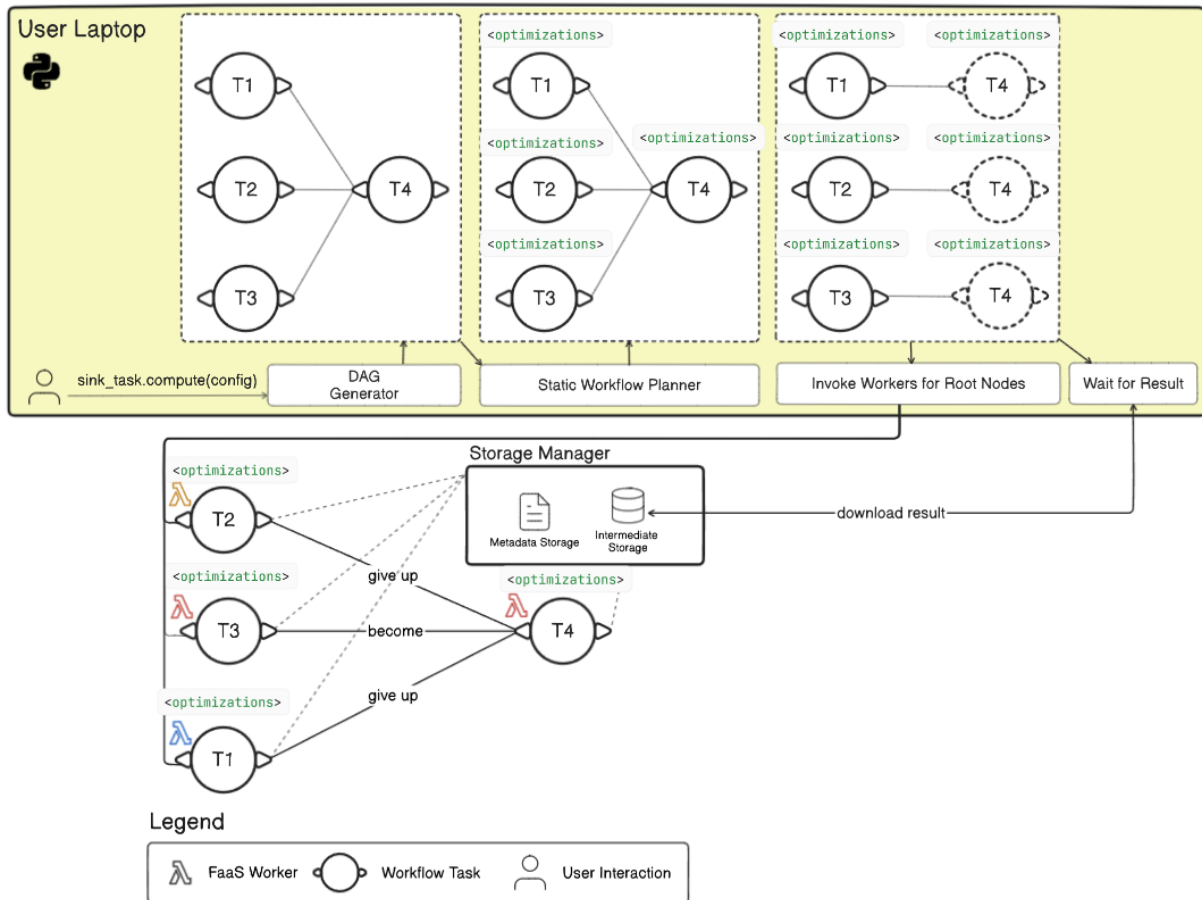 User Laptop
T1
T2
T3
T4
<optimizations>
T1
<optimizations>
T2
<optimizations>
T3
<optimizations>
T4
<optimizations>
<optimizations>
T1
T4
<optimizations>
<optimizations>
T2
T4
<optimizations>
<optimizations>
T3
T4
sink_task.compute(config)
DAG
Generator
Static Workflow Planner
Invoke Workers for Root Nodes
Wait for Result
Storage Manager
Metadata Storage
Intermediate
Storage
download result
<optimizations>
T2
give up
<optimizations>
T3
become
<optimizations>
T4
give up
<optimizations>
T1
Legend
FaaS Worker
Workflow Task
User Interaction